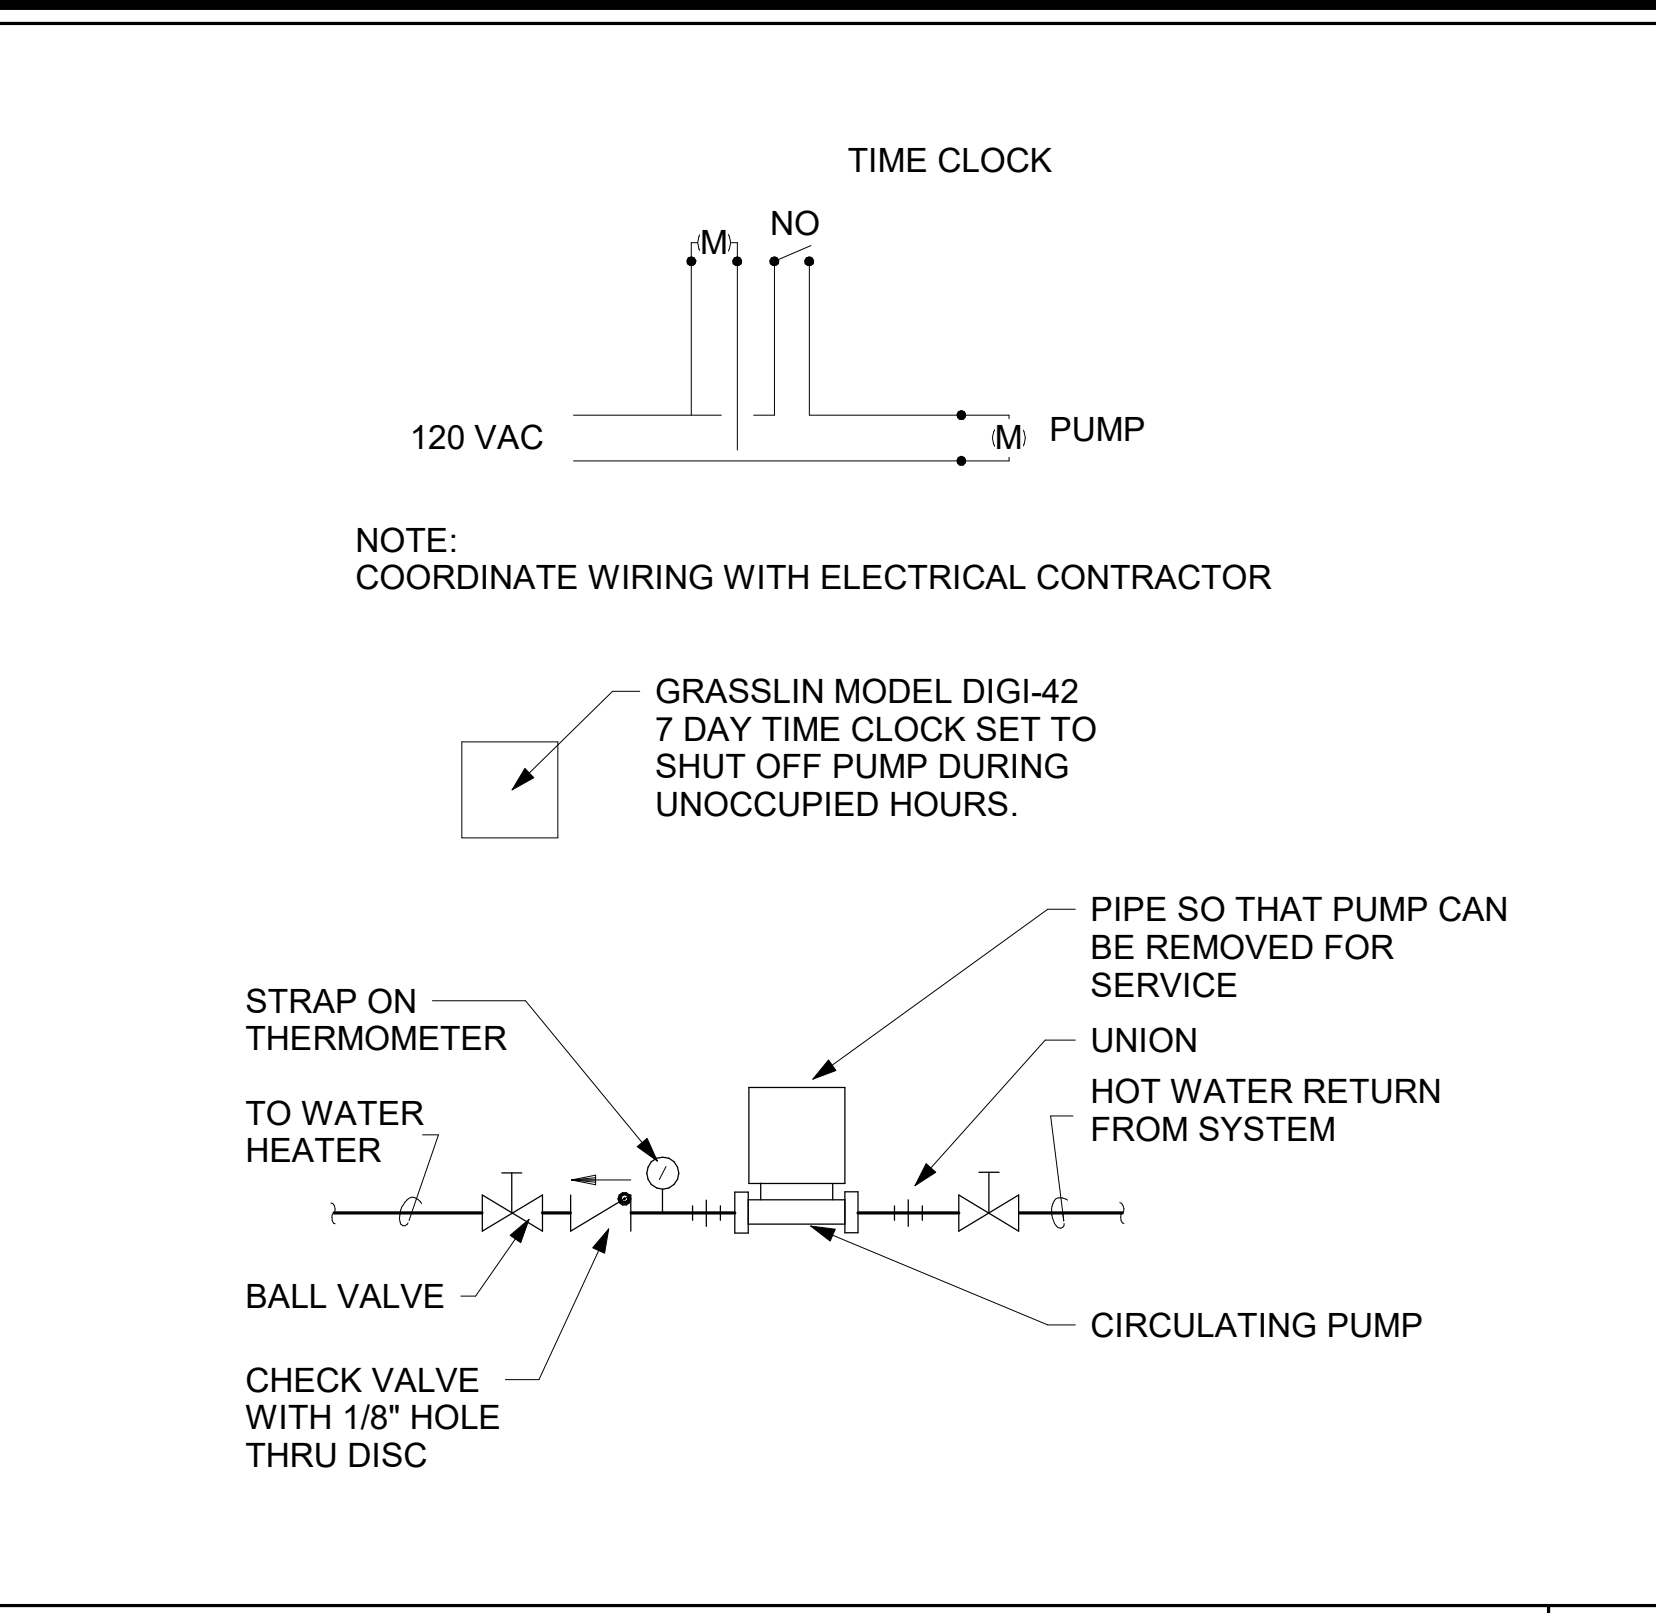 TIME CLOCK
NO
M
120 VAC
M
PUMP
NOTE:
COORDINATE WIRING WITH ELECTRICAL CONTRACTOR
GRASSLIN MODEL DIGI-42
7 DAY TIME CLOCK SET TO
SHUT OFF PUMP DURING
UNOCCUPIED HOURS.
PIPE SO THAT PUMP CAN
BE REMOVED FOR
SERVICE
STRAP ON
THERMOMETER
UNION
HOT WATER RETURN
FROM SYSTEM
TO WATER
HEATER
BALL VALVE
CIRCULATING PUMP
CHECK VALVE
WITH 1/8" HOLE
THRU DISC